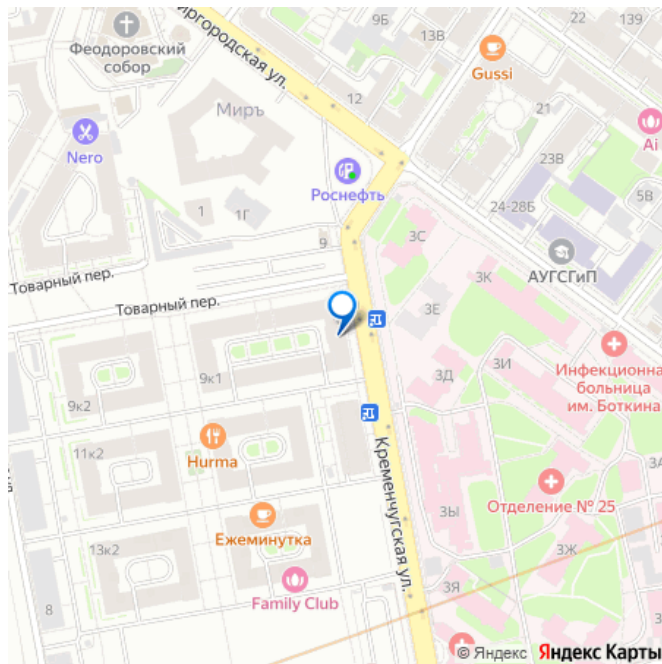 22
139
9Б
Феодоровский
собор
13В
Gussi
иргородская ул.
12
21
Миръ
Ai
Nero
Роснефть
23В
5В
24-28Б
1
1Г
3С
9
АУГСГиП
3К
Товарный пер.
Товарный пер.
3Е
3И
Инфекционна
больница
им. Боткина
3Д
9к1
9к2
11к2
Hurma
Кременчугская ул.
Отделение № 25
3Ы
Ежеминутка
13к2
3Ж
3Я
Family Club
8
© Яндекс Яндекс Карты